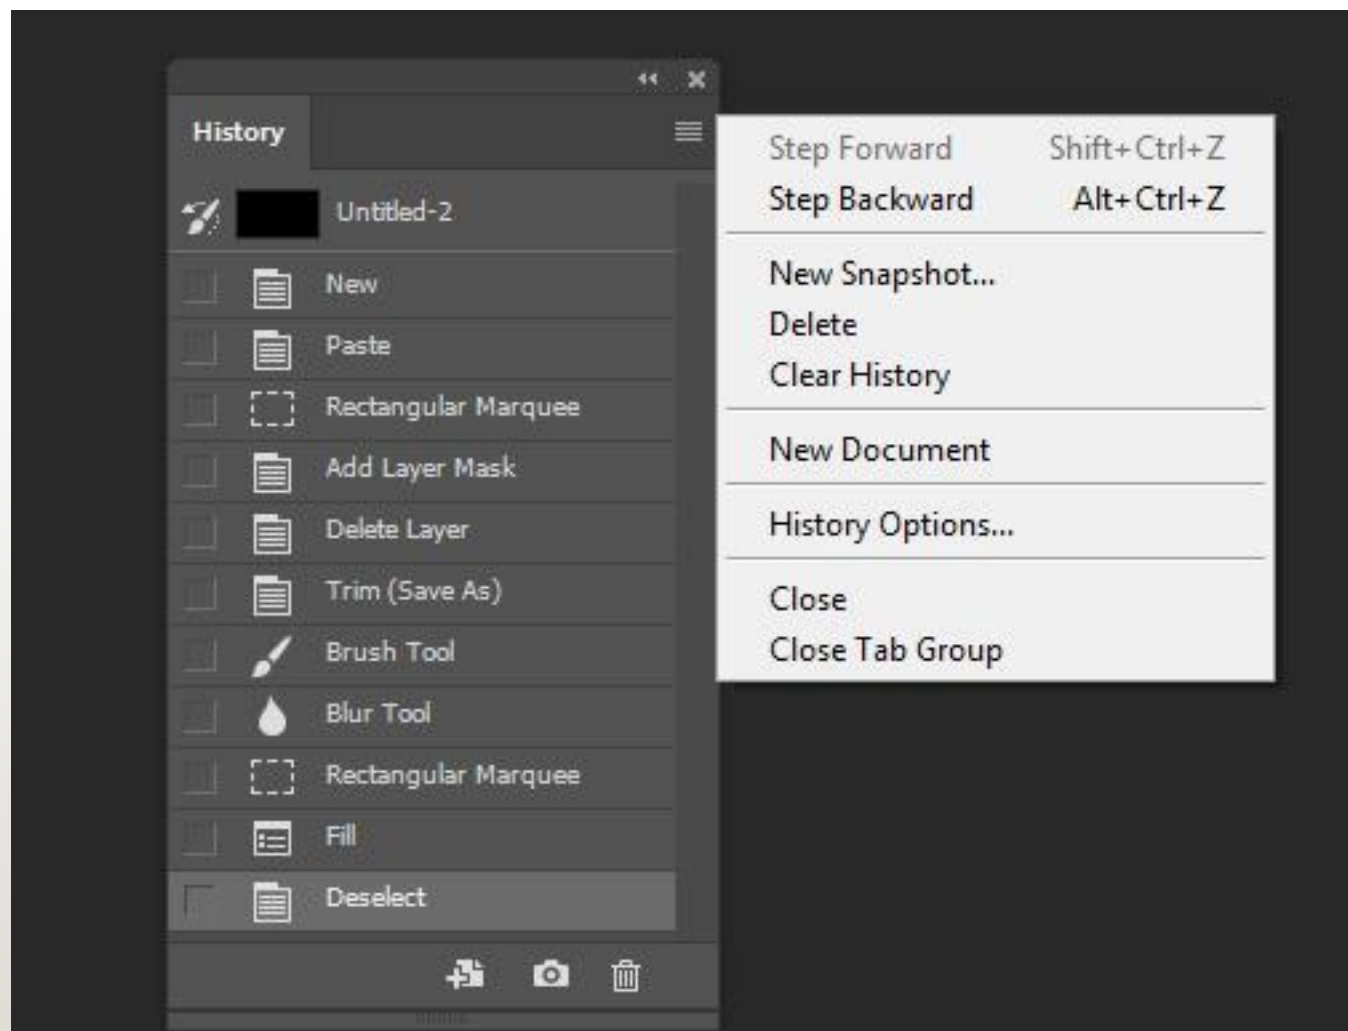 History
Untitled-2
New
Paste
Rectangular Marquee
Add Layer Mask
Delete Layer
Trim (Save As)
Brush Tool
Blur Tool
Rectangular Marquee
Fill
Deselect
Step Forward Shift+Ctrl+Z
Step Backward Alt+Ctrl+Z
New Snapshot...
Delete
Clear History
New Document
History Options...
Close
Close Tab Group